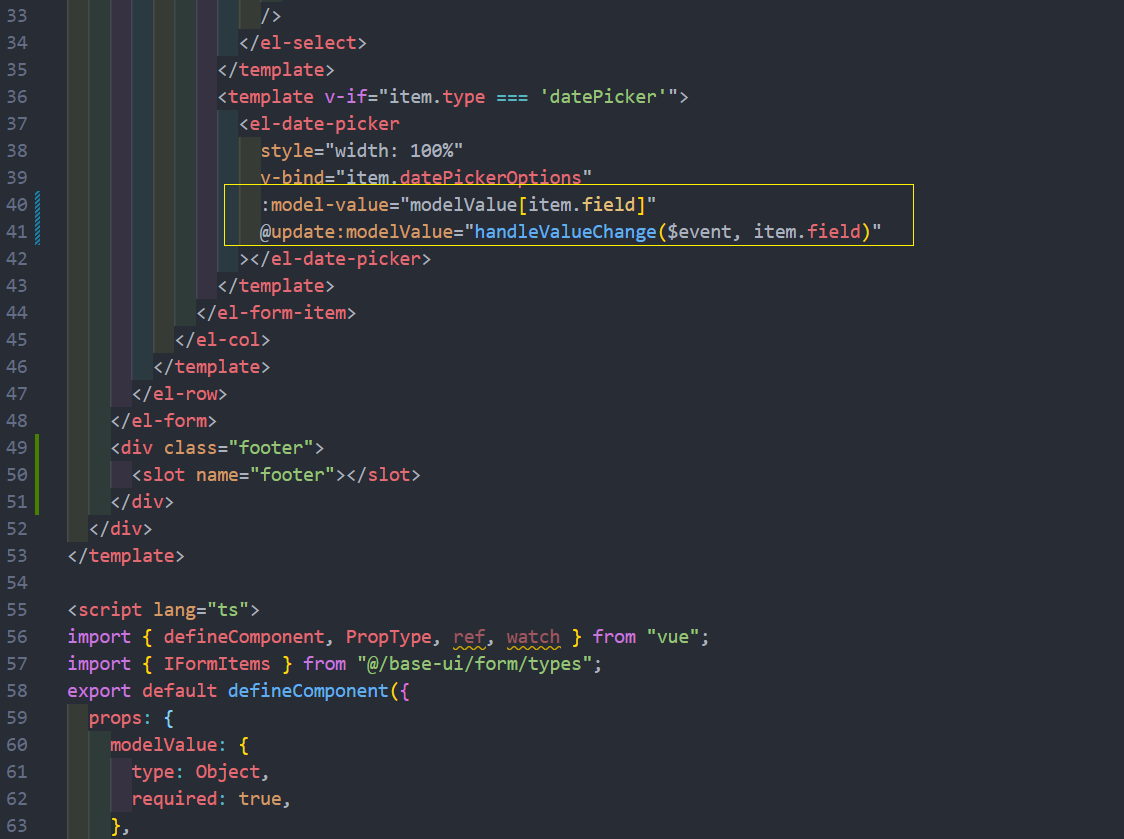 33 />
34 </el-select>
35 </template>
36 <template v-if="item.type === 'datePicker'">
37 <el-date-picker
38 style="width: 100%"
39 v-bind="item.datePickerOptions"
40 :model-value="modelValue[item.field]"
41 @update:modelValue="handleValueChange($event, item.field)"
42 ></el-date-picker>
43 </template>
44 </el-form-item>
45 </el-col>
46 </template>
47 </el-row>
48 </el-form>
49 <div class="footer">
50 <slot name="footer"></slot>
51 </div>
52 </div>
53 </template>
54
55 <script lang="ts">
56 import { defineComponent, PropType, ref, watch } from "vue";
57 import { IFormItems } from "@/base-ui/form/types";
58 export default defineComponent({
59 props: {
60 modelValue: {
61 type: Object,
62 required: true,
63 },